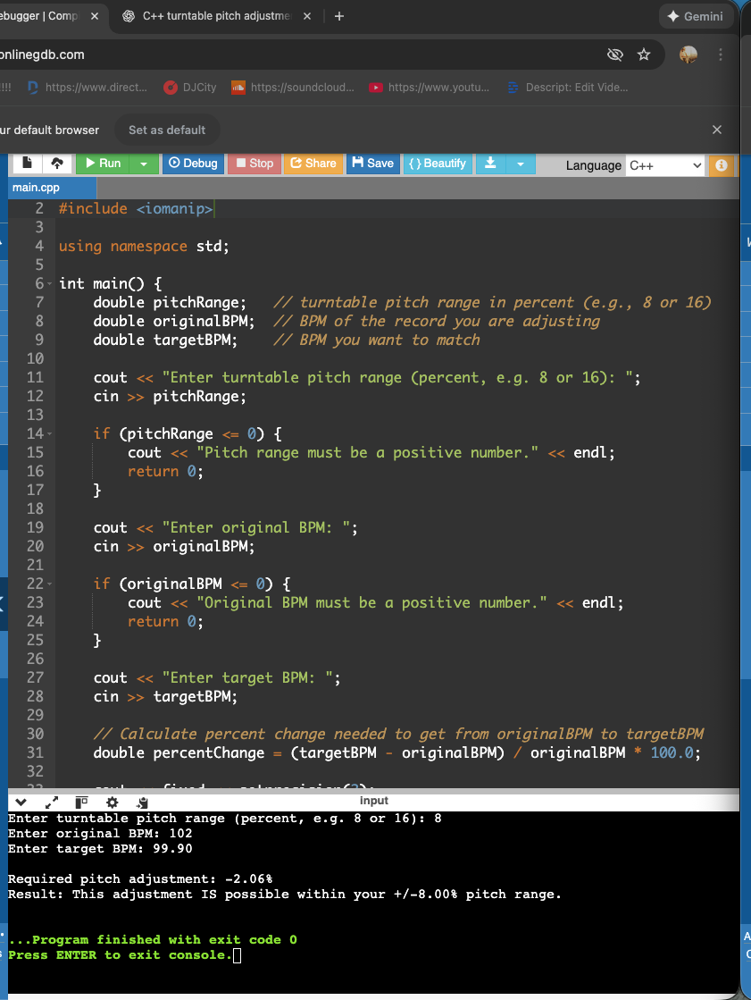 ebugger | Comp
C++ turntable pitch adjustme
Gemini
onlinegdb.com
!!!! https://www.direct... DJCity https://soundcloud... https://www.youtu... Descript: Edit Vide...
ur default browser Set as default
Run Debug Stop Share Save { } Beautify Language C++
main.cpp
2 #include <iomanip>
3
4 using namespace std;
5
6 int main() {
7 double pitchRange; // turntable pitch range in percent (e.g., 8 or 16)
8 double originalBPM; // BPM of the record you are adjusting
9 double targetBPM; // BPM you want to match
10
11 cout << "Enter turntable pitch range (percent, e.g. 8 or 16): ";
12 cin >> pitchRange;
13
14 if (pitchRange <= 0) {
15 cout << "Pitch range must be a positive number." << endl;
16 return 0;
17 }
18
19 cout << "Enter original BPM: ";
20 cin >> originalBPM;
21
22 if (originalBPM <= 0) {
23 cout << "Original BPM must be a positive number." << endl;
24 return 0;
25 }
26
27 cout << "Enter target BPM: ";
28 cin >> targetBPM;
29
30 // Calculate percent change needed to get from originalBPM to targetBPM
31 double percentChange = (targetBPM - originalBPM) / originalBPM * 100.0;
32
input
Enter turntable pitch range (percent, e.g. 8 or 16): 8
Enter original BPM: 102
Enter target BPM: 99.90
Required pitch adjustment: -2.06%
Result: This adjustment IS possible within your +/-8.00% pitch range.
...Program finished with exit code 0
Press ENTER to exit console.